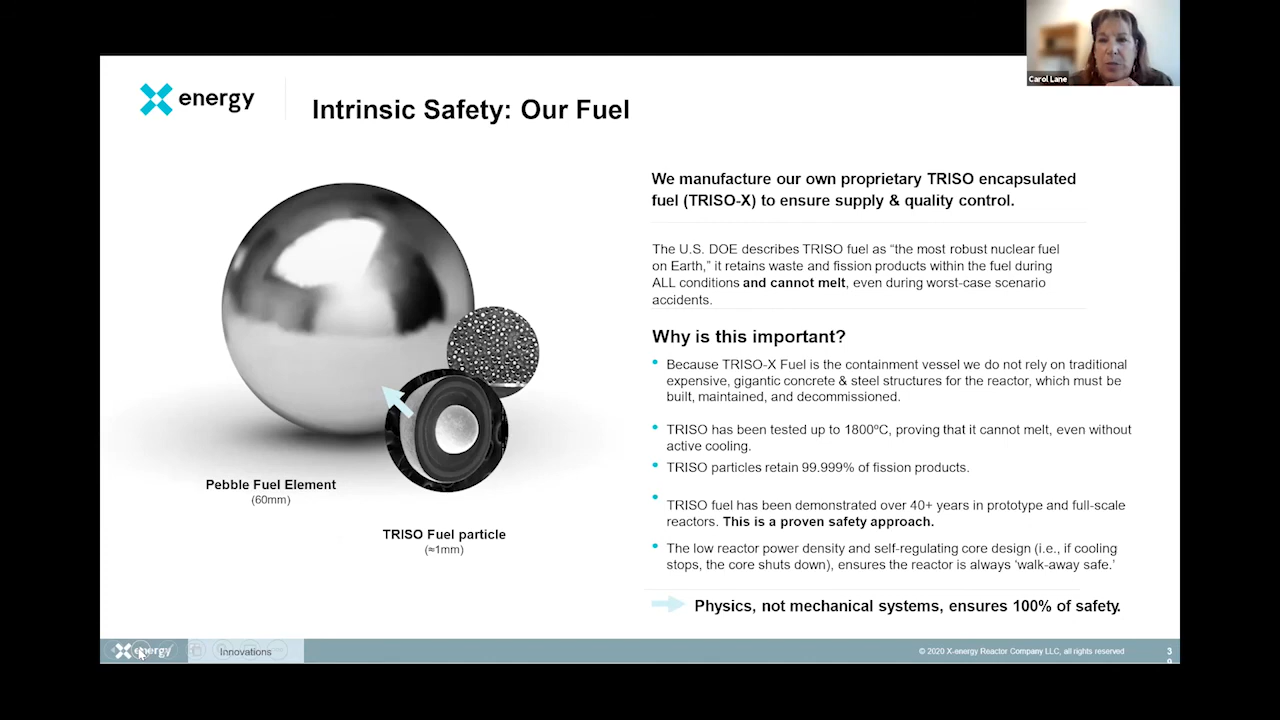 Carol Lane
energy
Intrinsic Safety: Our Fuel
We manufacture our own proprietary TRISO encapsulated
fuel (TRISO-X) to ensure supply & quality control.
The U.S. DOE describes TRISO fuel as “the most robust nuclear fuel
on Earth,” it retains waste and fission products within the fuel during
ALL conditions and cannot melt, even during worst-case scenario
accidents.
Why is this important?
• Because TRISO-X Fuel is the containment vessel we do not rely on traditional
expensive, gigantic concrete & steel structures for the reactor, which must be
built, maintained, and decommissioned.
• TRISO has been tested up to 1800ºC, proving that it cannot melt, even without
active cooling.
• TRISO particles retain 99.999% of fission products.
• TRISO fuel has been demonstrated over 40+ years in prototype and full-scale
reactors. This is a proven safety approach.
• The low reactor power density and self-regulating core design (i.e., if cooling
stops, the core shuts down), ensures the reactor is always ‘walk-away safe.’
Physics, not mechanical systems, ensures 100% of safety.
Pebble Fuel Element
(60mm)
TRISO Fuel particle
(≈1mm)
energy
Innovations
© 2020 X-energy Reactor Company LLC, all rights reserved
3